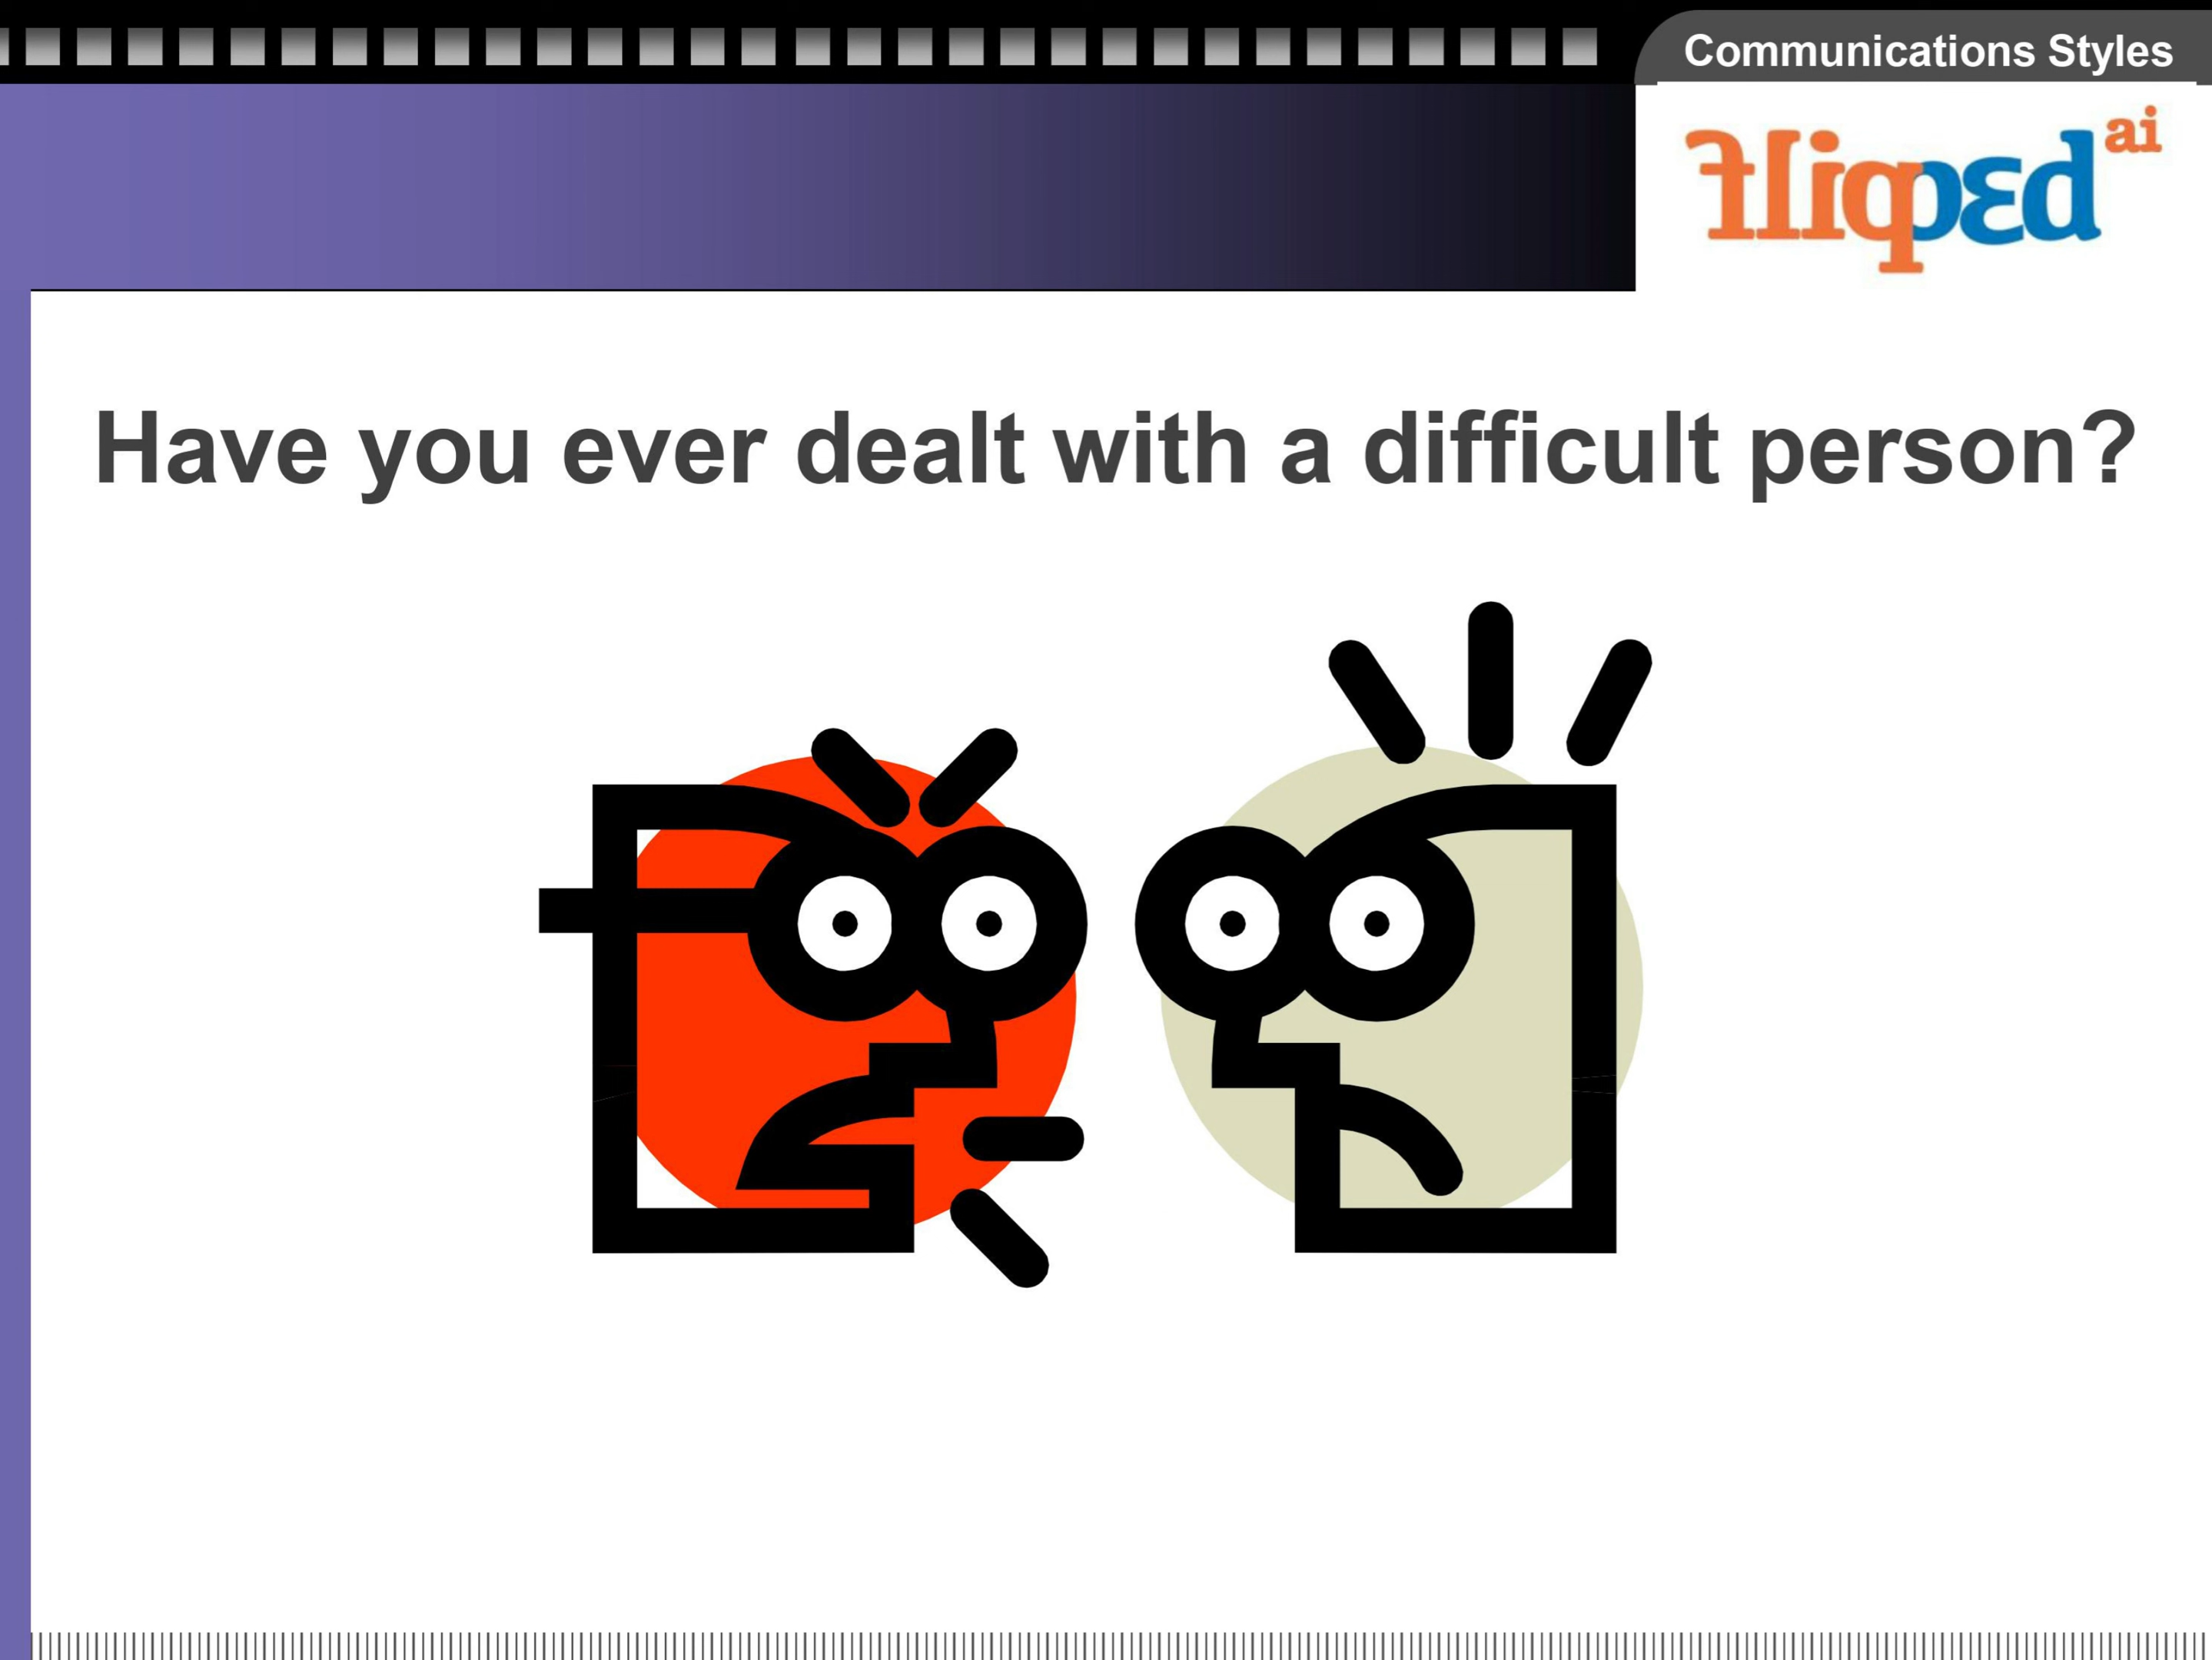 Communications Styles
flipped ai
Have you ever dealt with a difficult person?